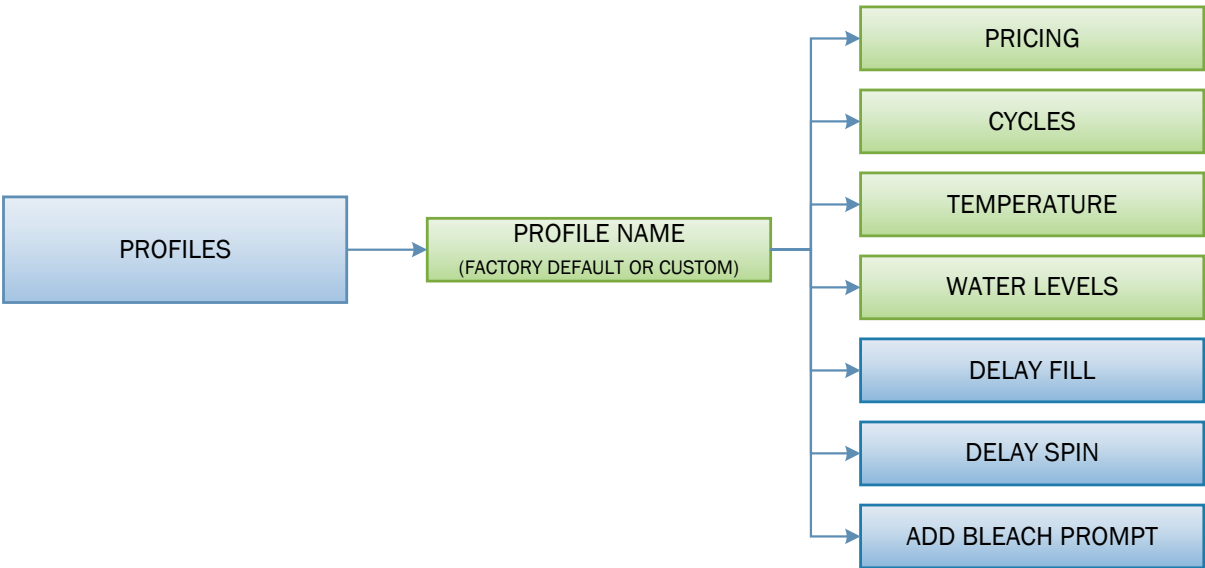 PROFILES
PROFILE NAME
(FACTORY DEFAULT OR CUSTOM)
PRICING
CYCLES
TEMPERATURE
WATER LEVELS
DELAY FILL
DELAY SPIN
ADD BLEACH PROMPT